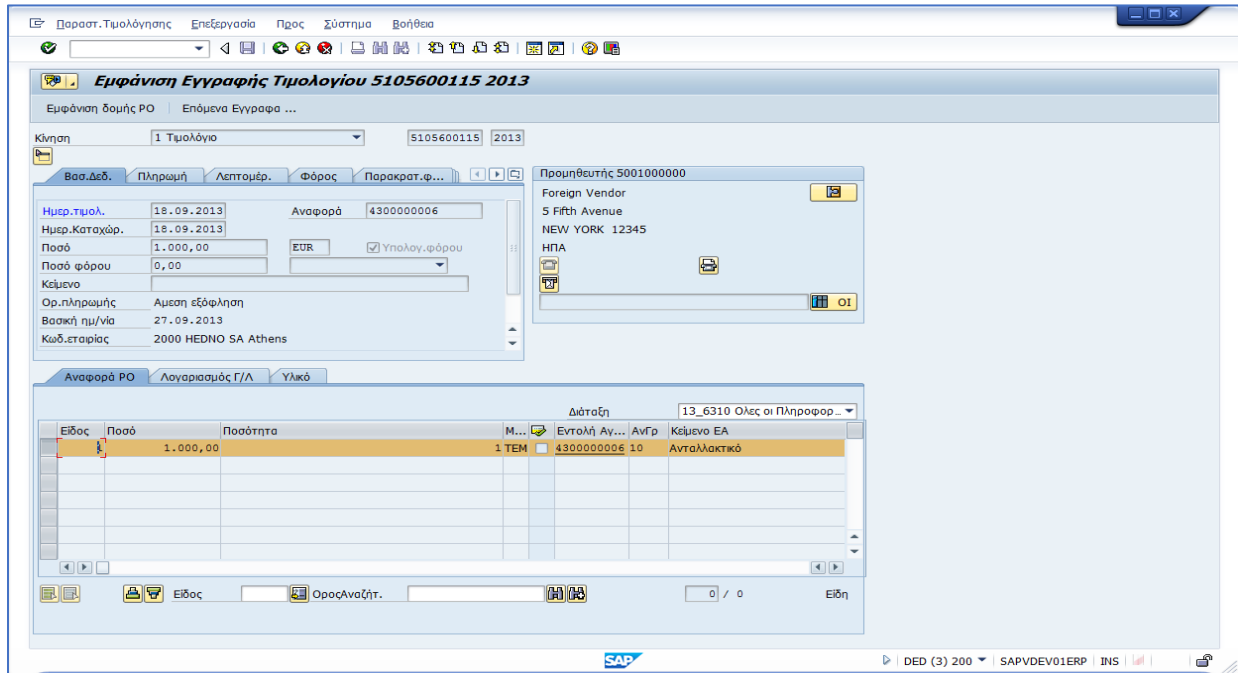 Παραστ.Τιμολόγησης Επεξεργασία Προς Σύστημα Βοήθεια
Εμφάνιση Εγγραφής Τιμολογίου 5105600115 2013
Εμφάνιση δομής PO Επόμενα Εγγραφα ...
Κίνηση 1 Τιμολόγιο 5105600115 2013
Βασ.Δεδ. Πληρωμή Λεπτομέρ. Φόρος Παρακρατ.φ...
Προμηθευτής 5001000000
Foreign Vendor
5 Fifth Avenue
NEW YORK 12345
ΗΠΑ
OI
Ημερ.τιμολ. 18.09.2013 Αναφορά 4300000006
Ημερ.Καταχώρ. 18.09.2013
Ποσό 1.000,00 EUR Υπολογ.φόρου
Ποσό φόρου 0,00
Κείμενο
Ορ.πληρωμής Αμεση εξόφληση
Βασική ημ/νία 27.09.2013
Κωδ.εταιρίας 2000 HEDNO SA Athens
Αναφορά PO Λογαριασμός Γ/Λ Υλικό
Διάταξη 13_6310 Ολες οι Πληροφορ...
Είδος Ποσό Ποσότητα Μ... Εντολή Αγ... ΑνΓρ Κείμενο ΕΑ
1 1.000,00 1 ΤΕΜ 4300000006 10 Ανταλλακτικό
Είδος ΟροςΑναζήτ. 0 / 0 Είδη
SAP DED (3) 200 SAPVDEV01ERP INS